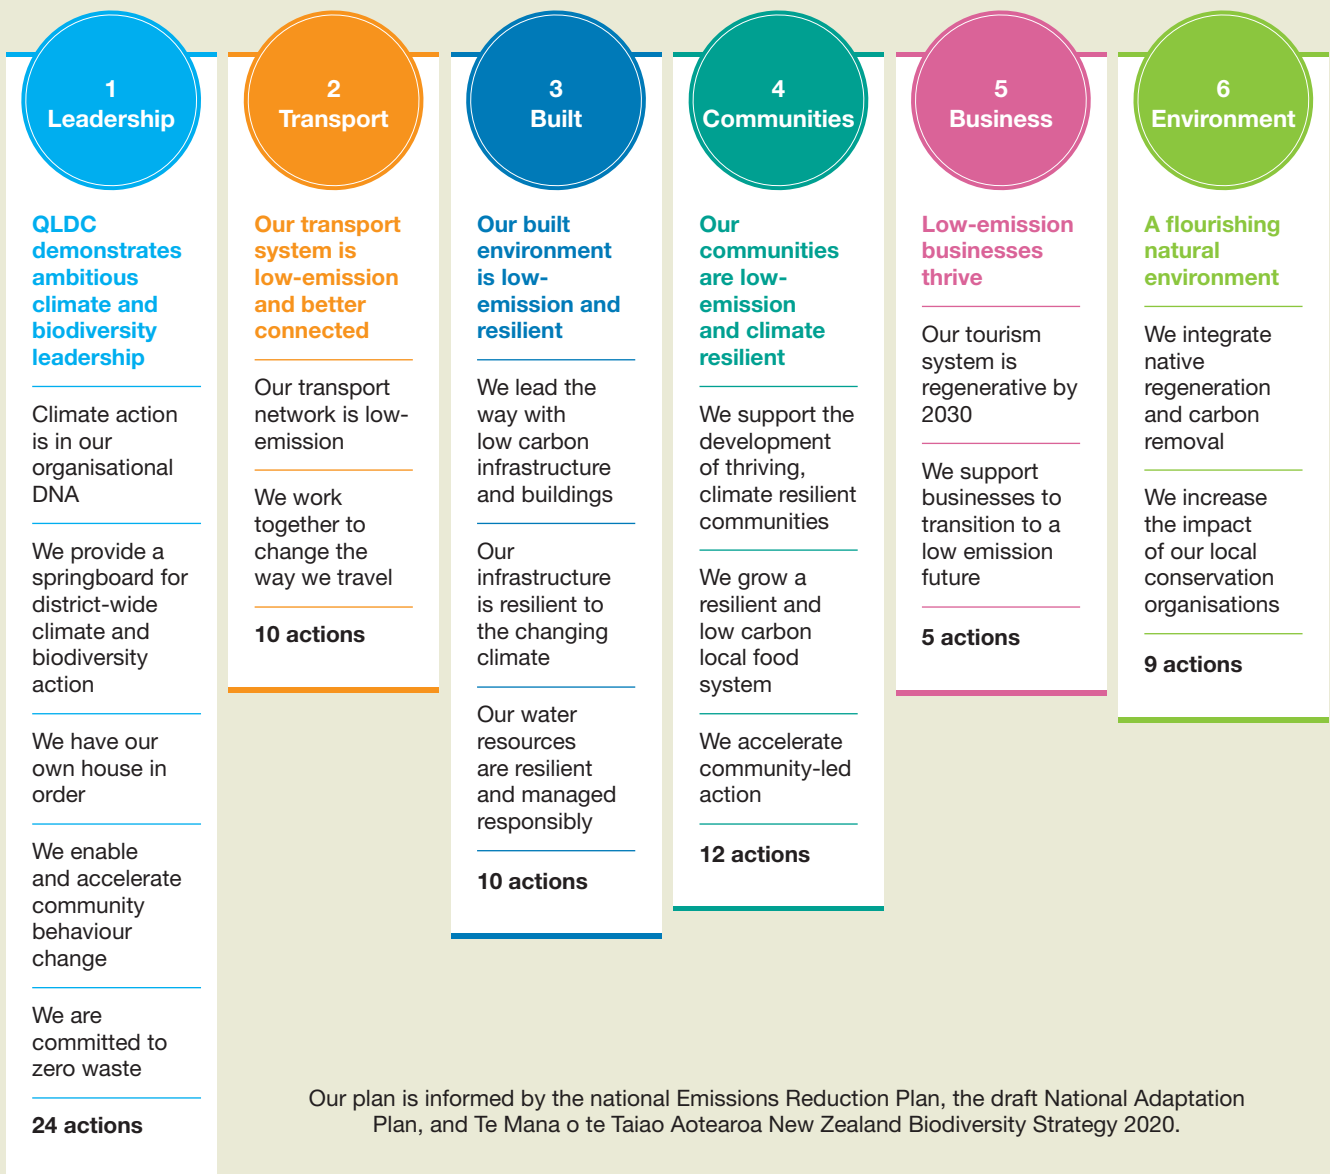 1
Leadership
QLDC
demonstrates
ambitious
climate and
biodiversity
leadership
Climate action
is in our
organisational
DNA
We provide a
springboard for
district-wide
climate and
biodiversity
action
We have our
own house in
order
We enable
and accelerate
community
behaviour
change
We are
committed to
zero waste
24 actions
2
Transport
Our transport
system is
low-emission
and better
connected
Our transport
network is low-
emission
We work
together to
change the
way we travel
10 actions
3
Built
Our built
environment
is low-
emission and
resilient
We lead the
way with
low carbon
infrastructure
and buildings
Our
infrastructure
is resilient to
the changing
climate
Our water
resources
are resilient
and managed
responsibly
10 actions
4
Communities
Our
communities
are low-
emission
and climate
resilient
We support the
development
of thriving,
climate resilient
communities
We grow a
resilient and
low carbon
local food
system
We accelerate
community-led
action
12 actions
5
Business
Low-emission
businesses
thrive
Our tourism
system is
regenerative by
2030
We support
businesses to
transition to a
low emission
future
5 actions
6
Environment
A flourishing
natural
environment
We integrate
native
regeneration
and carbon
removal
We increase
the impact
of our local
conservation
organisations
9 actions
Our plan is informed by the national Emissions Reduction Plan, the draft National Adaptation
Plan, and Te Mana o te Taiao Aotearoa New Zealand Biodiversity Strategy 2020.